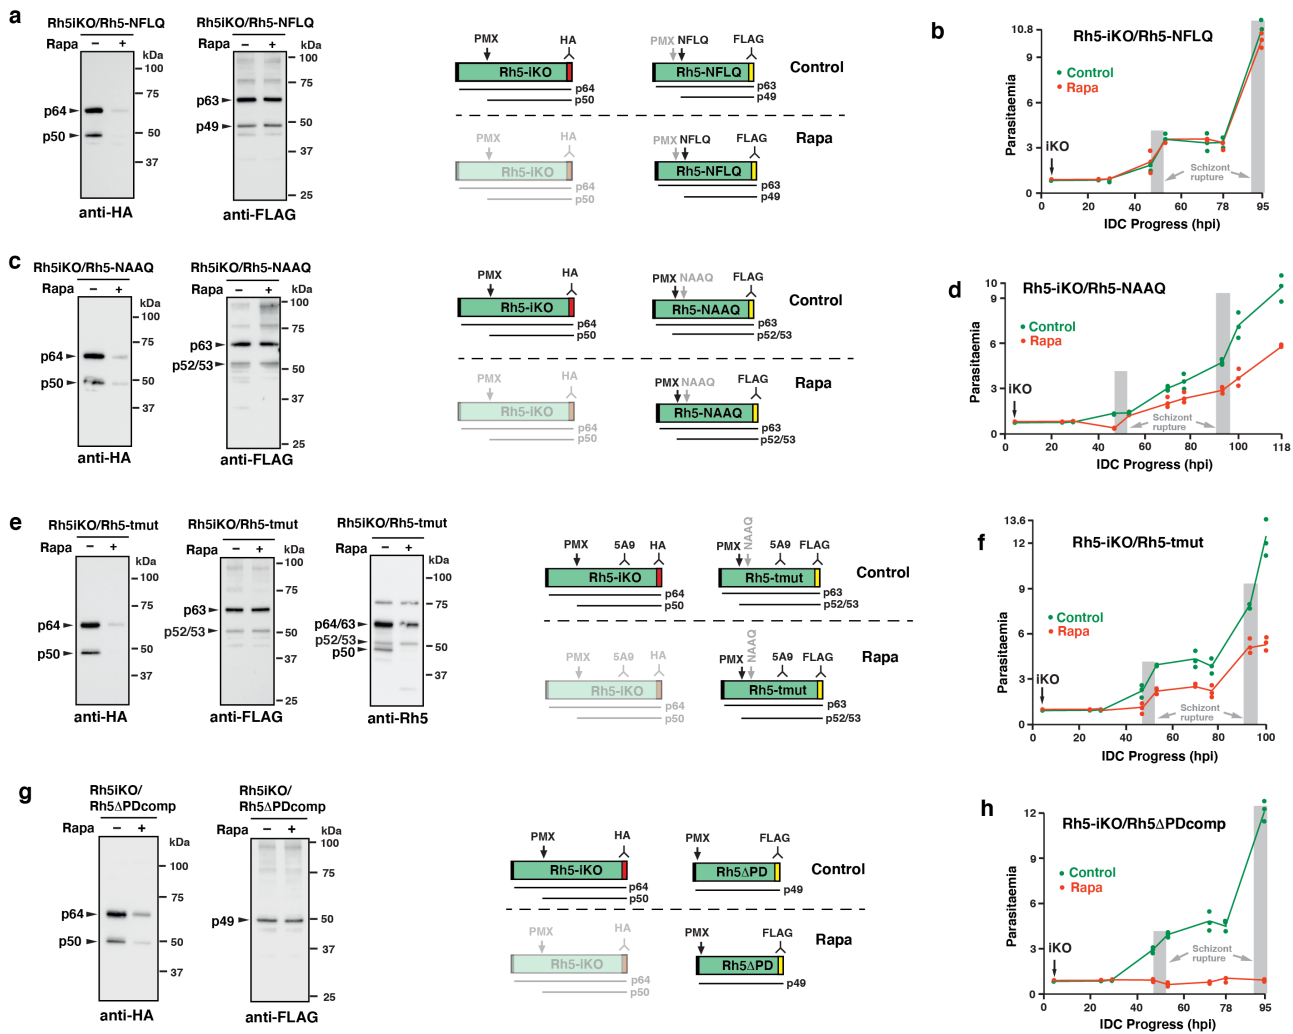 a
Rh5iKO/Rh5-NFLQ
Rapa – +
kDa
100
75
50
37
p64
p50
anti-HA
Rh5iKO/Rh5-NFLQ
Rapa – +
kDa
100
75
50
37
25
p63
p49
anti-FLAG
PMX HA
Rh5-iKO
p64
p50
PMX NFLQ FLAG
Rh5-NFLQ
p63
p49
Control
PMX HA
Rh5-iKO
p64
p50
PMX NFLQ FLAG
Rh5-NFLQ
p63
p49
Rapa
b
Rh5-iKO/Rh5-NFLQ
Control
Rapa
Parasitaemia
10.8
9
6
3
0
iKO
Schizont
rupture
0 20 40 60 78 95
IDC Progress (hpi)
c
Rh5iKO/Rh5-NAAQ
Rapa – +
kDa
100
75
50
37
p64
p50
anti-HA
Rh5iKO/Rh5-NAAQ
Rapa – +
kDa
100
75
50
37
25
p63
p52/53
anti-FLAG
PMX HA
Rh5-iKO
p64
p50
PMX NAAQ FLAG
Rh5-NAAQ
p63
p52/53
Control
PMX HA
Rh5-iKO
p64
p50
PMX NAAQ FLAG
Rh5-NAAQ
p63
p52/53
Rapa
d
Rh5-iKO/Rh5-NAAQ
Control
Rapa
Parasitaemia
10
9
6
3
0
iKO
Schizont
rupture
0 20 40 60 80 100 118
IDC Progress (hpi)
e
Rh5iKO/Rh5-tmut
Rapa – +
kDa
100
75
50
37
p64
p50
anti-HA
Rh5iKO/Rh5-tmut
Rapa – +
kDa
100
75
50
37
25
p63
p52/53
anti-FLAG
Rh5iKO/Rh5-tmut
Rapa – +
kDa
100
75
50
37
p64/63
p52/53
p50
anti-Rh5
PMX 5A9 HA
Rh5-iKO
p64
p50
PMX NAAQ 5A9 FLAG
Rh5-tmut
p63
p52/53
Control
PMX 5A9 HA
Rh5-iKO
p64
p50
PMX NAAQ 5A9 FLAG
Rh5-tmut
p63
p52/53
Rapa
f
Rh5-iKO/Rh5-tmut
Control
Rapa
Parasitaemia
13.6
12
9
6
3
0
iKO
Schizont
rupture
0 20 40 60 80 100
IDC Progress (hpi)
g
Rh5iKO/
Rh5ΔPDcomp
Rapa – +
kDa
100
75
50
37
p64
p50
anti-HA
Rh5iKO/
Rh5ΔPDcomp
Rapa – +
kDa
100
75
50
37
25
p49
anti-FLAG
PMX HA
Rh5-iKO
p64
p50
PMX FLAG
Rh5ΔPD
p49
Control
PMX HA
Rh5-iKO
p64
p50
PMX FLAG
Rh5ΔPD
p49
Rapa
h
Rh5-iKO/Rh5ΔPDcomp
Control
Rapa
Parasitaemia
12
9
6
3
0
iKO
Schizont
rupture
0 20 40 60 78 95
IDC Progress (hpi)